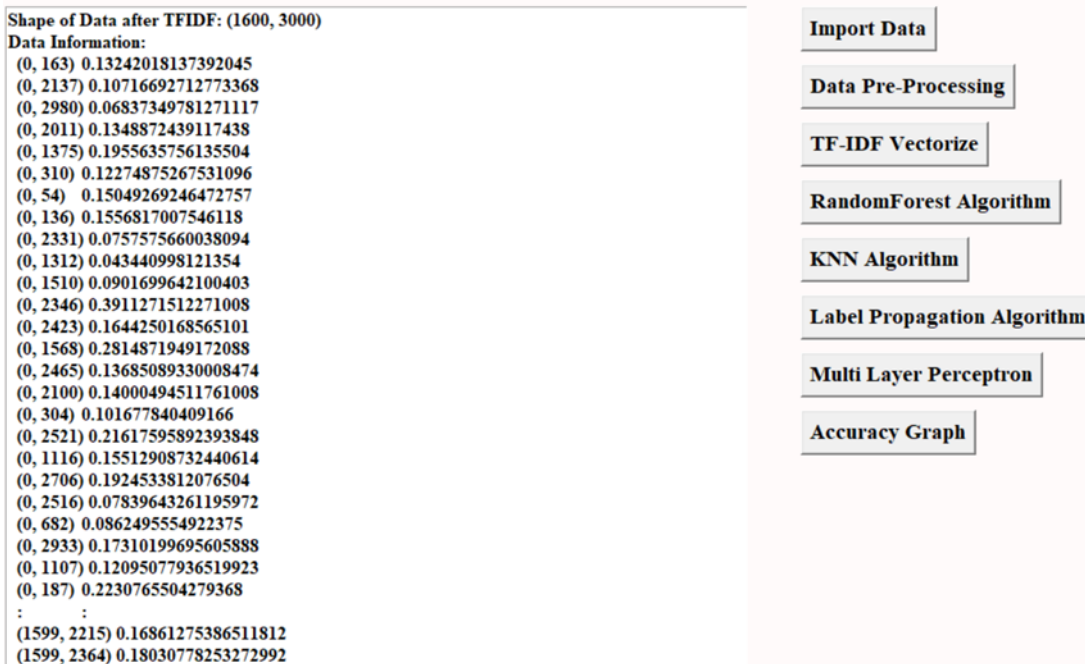 Shape of Data after TFIDF: (1600, 3000)
Data Information:
(0, 163) 0.13242018137392045
(0, 2137) 0.10716692712773368
(0, 2980) 0.06837349781271117
(0, 2011) 0.1348872439117438
(0, 1375) 0.1955635756135504
(0, 310) 0.12274875267531096
(0, 54) 0.15049269246472757
(0, 136) 0.1556817007546118
(0, 2331) 0.0757575660038094
(0, 1312) 0.043440998121354
(0, 1510) 0.0901699642100403
(0, 2346) 0.3911271512271008
(0, 2423) 0.1644250168565101
(0, 1568) 0.2814871949172088
(0, 2465) 0.13685089330008474
(0, 2100) 0.14000494511761008
(0, 304) 0.101677840409166
(0, 2521) 0.21617595892393848
(0, 1116) 0.15512908732440614
(0, 2706) 0.1924533812076504
(0, 2516) 0.07839643261195972
(0, 682) 0.0862495554922375
(0, 2933) 0.17310199695605888
(0, 1107) 0.12095077936519923
(0, 187) 0.2230765504279368
: :
(1599, 2215) 0.16861275386511812
(1599, 2364) 0.18030778253272992
Import Data
Data Pre-Processing
TF-IDF Vectorize
RandomForest Algorithm
KNN Algorithm
Label Propagation Algorithm
Multi Layer Perceptron
Accuracy Graph